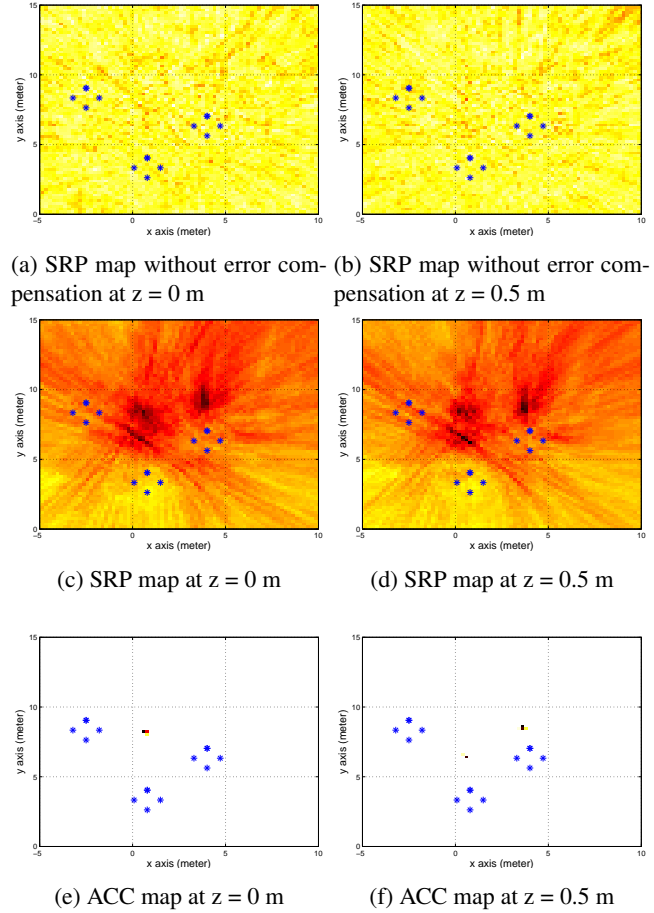 15
10
5
0
-5 0 5 10
x axis (meter)
y axis (meter)
15
10
5
0
-5 0 5 10
x axis (meter)
y axis (meter)
(a) SRP map without error com-
pensation at z = 0 m
(b) SRP map without error com-
pensation at z = 0.5 m
15
10
5
0
-5 0 5 10
x axis (meter)
y axis (meter)
15
10
5
0
-5 0 5 10
x axis (meter)
y axis (meter)
(c) SRP map at z = 0 m
(d) SRP map at z = 0.5 m
15
10
5
0
-5 0 5 10
x axis (meter)
y axis (meter)
15
10
5
0
-5 0 5 10
x axis (meter)
y axis (meter)
(e) ACC map at z = 0 m
(f) ACC map at z = 0.5 m